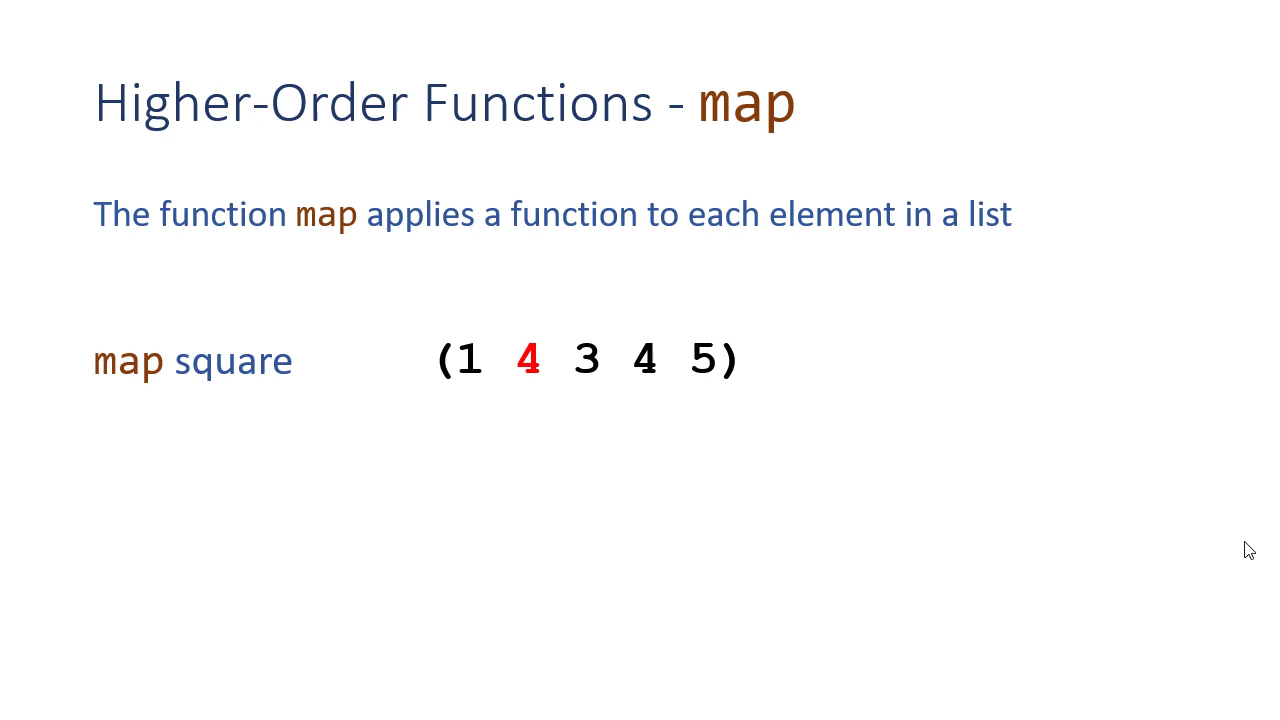 Higher-Order Functions - map
The function map applies a function to each element in a list
map square (1 4 3 4 5)